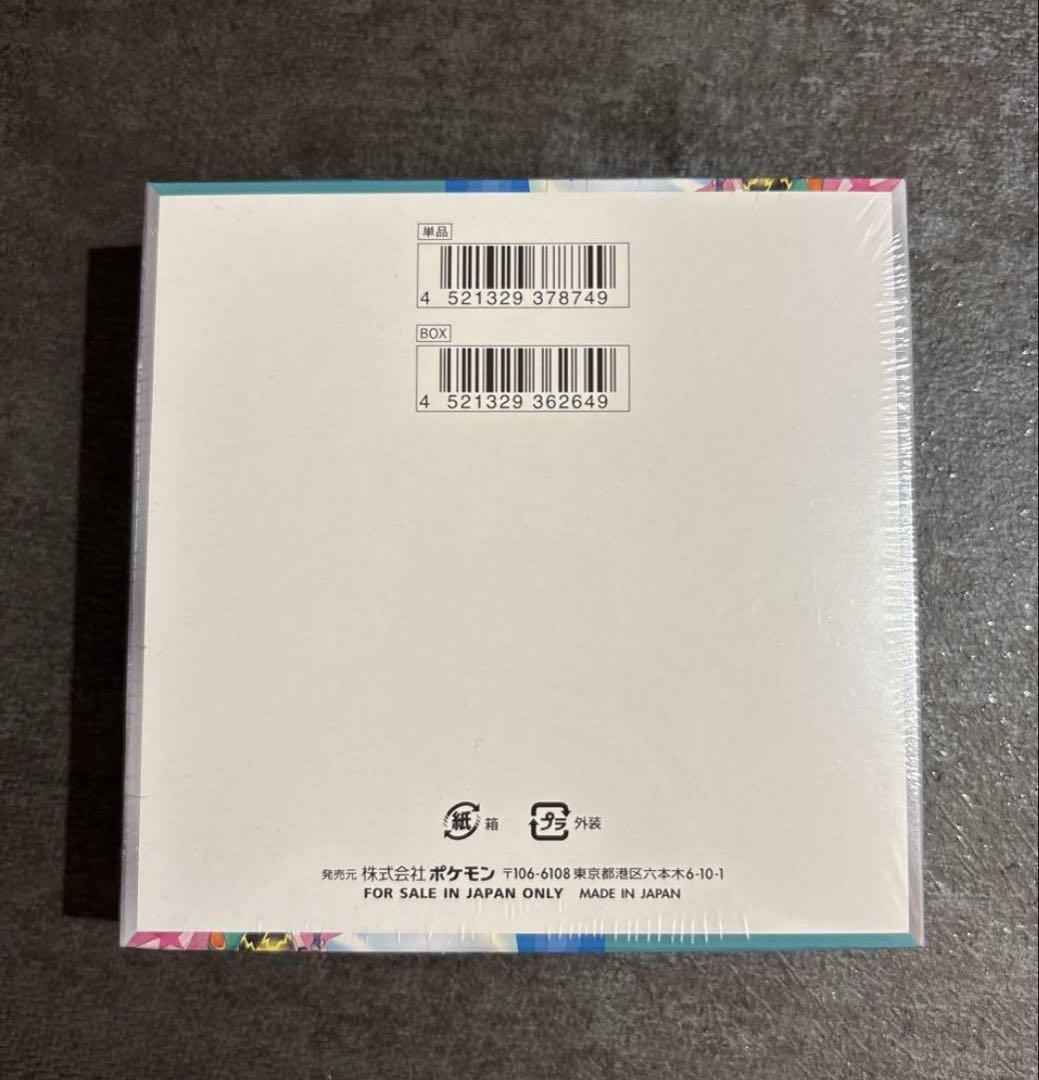 単品
4 521329 378749
BOX
4 521329 362649
紙 箱 プラ 外装
発売元 株式会社 ポケモン 〒106-6108 東京都港区六本木6-10-1
FOR SALE IN JAPAN ONLY MADE IN JAPAN